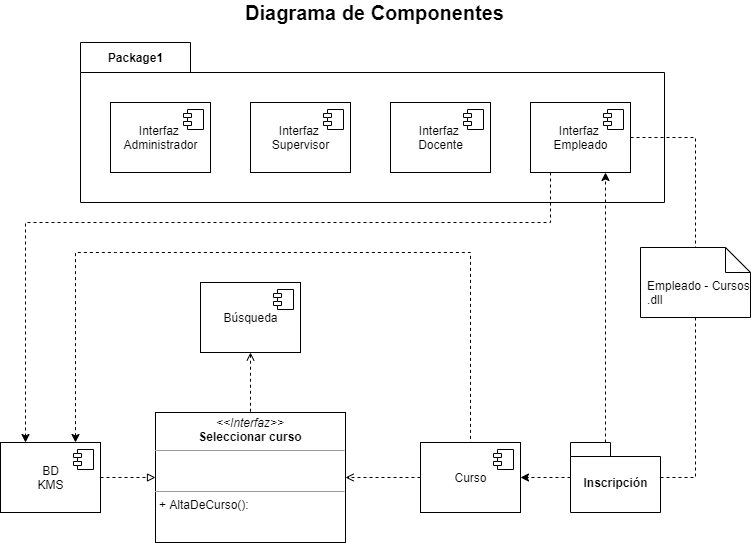 Diagrama de Componentes
Package1
Interfaz
Administrador
Interfaz
Supervisor
Interfaz
Docente
Interfaz
Empleado
Empleado - Cursos
.dll
Búsqueda
<<Interfaz>>
Seleccionar curso
+ AltaDeCurso():
BD
KMS
Curso
Inscripción